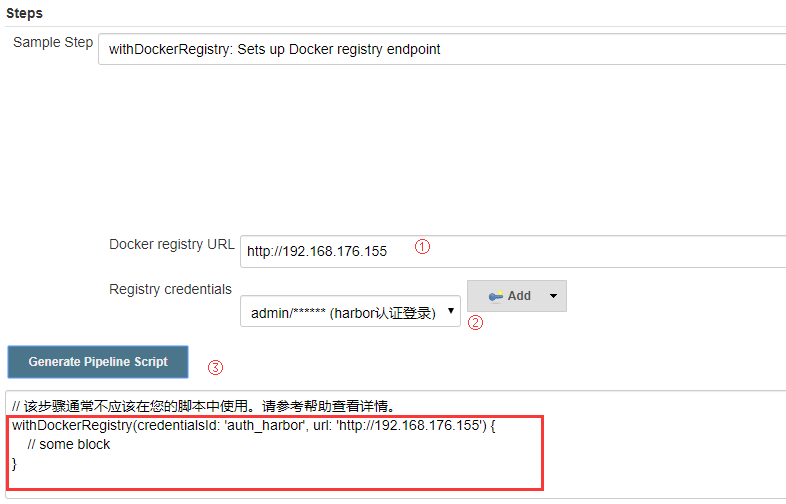 Steps
Sample Step withDockerRegistry: Sets up Docker registry endpoint
Docker registry URL http://192.168.176.155 ①
Registry credentials
admin/****** (harbor认证登录) Add ②
Generate Pipeline Script ③
// 该步骤通常不应该在您的脚本中使用。请参考帮助查看详情。
withDockerRegistry(credentialsId: 'auth_harbor', url: 'http://192.168.176.155') {
// some block
}